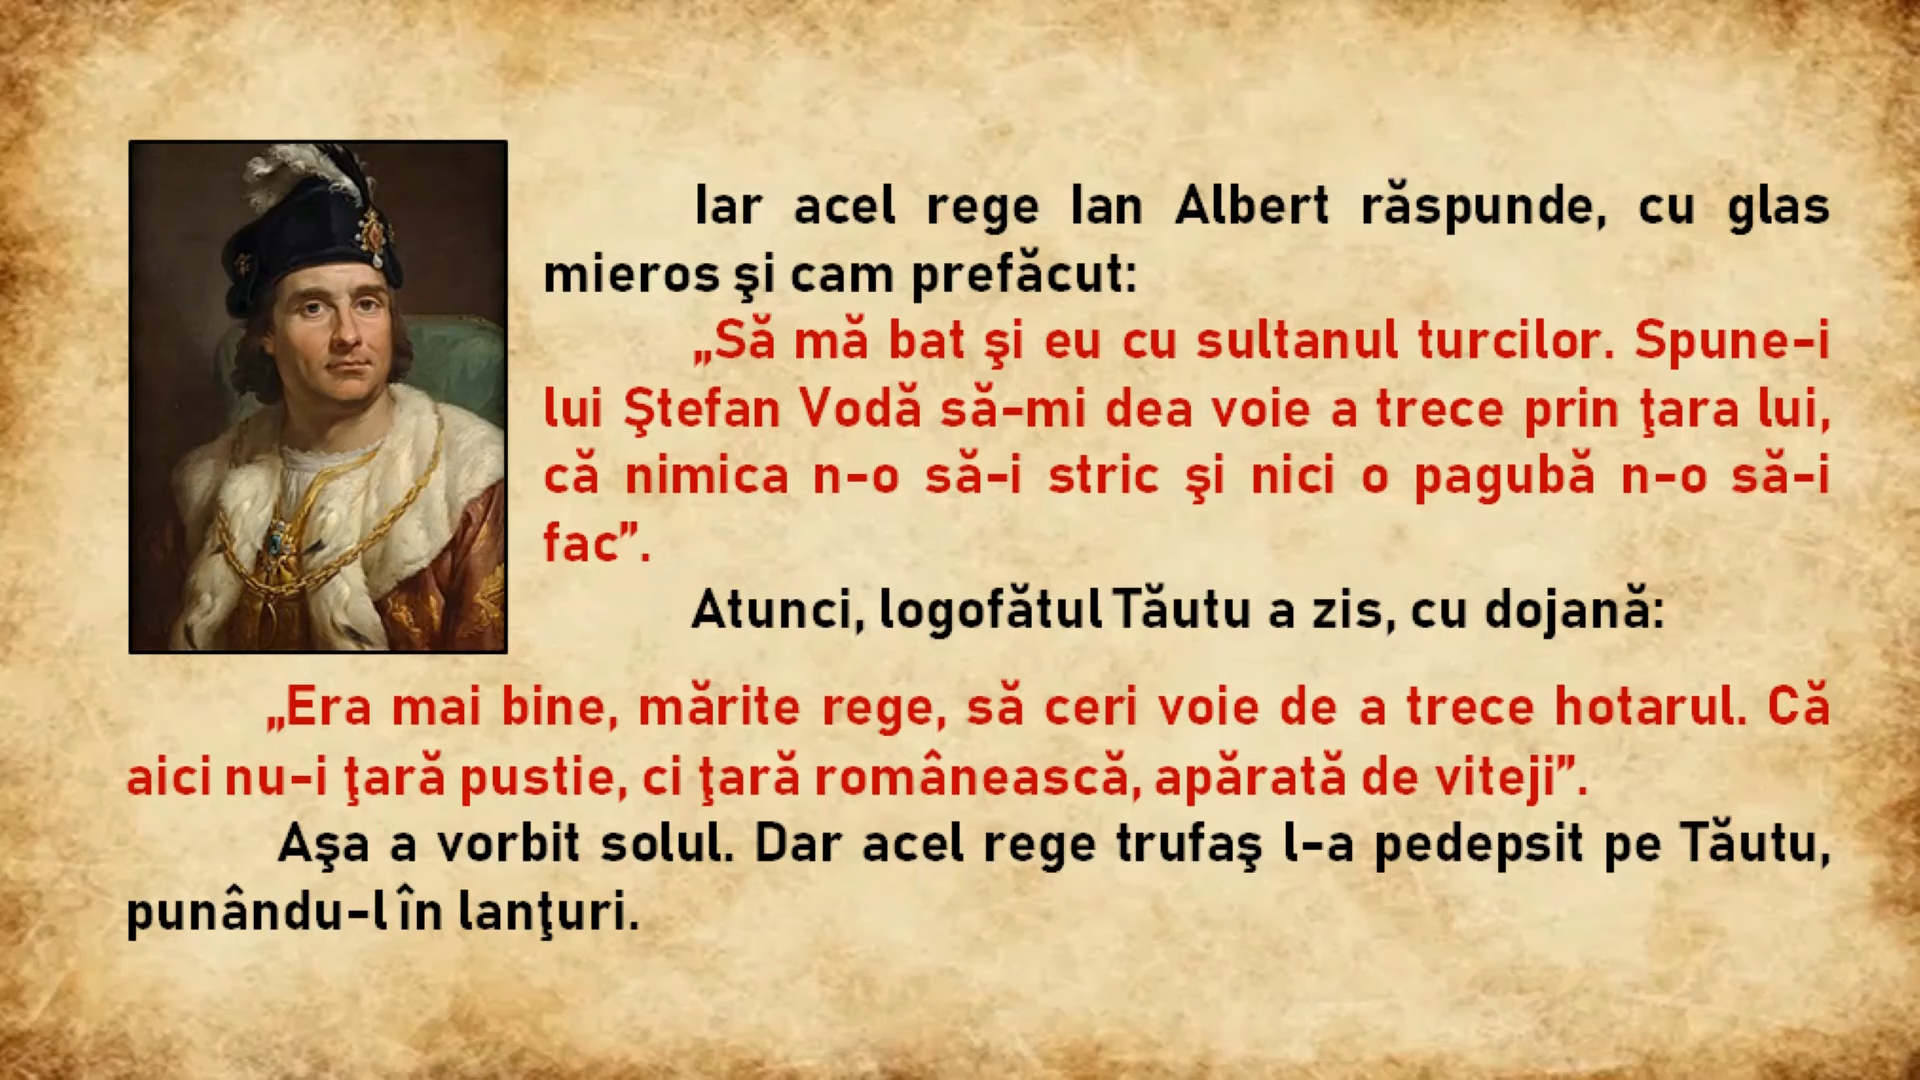 Iar acel rege Ian Albert răspunde, cu glas
mieros şi cam prefăcut:
„Să mă bat şi eu cu sultanul turcilor. Spune-i
lui Ştefan Vodă să-mi dea voie a trece prin ţara lui,
că nimica n-o să-i stric şi nici o pagubă n-o să-i
fac”.
Atunci, logofătul Tăutu a zis, cu dojană:
„Era mai bine, mărite rege, să ceri voie de a trece hotarul. Că
aici nu-i ţară pustie, ci ţară românească, apărată de viteji”.
Aşa a vorbit solul. Dar acel rege trufaş l-a pedepsit pe Tăutu,
punându-l în lanţuri.